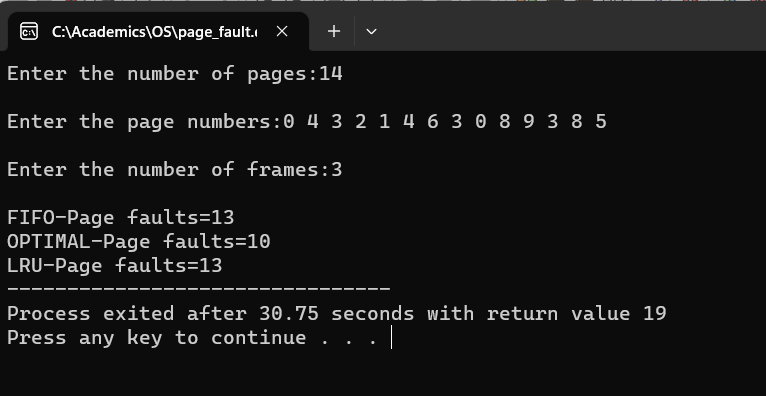 C:\Academics\OS\page_fault.
Enter the number of pages:14
Enter the page numbers:0 4 3 2 1 4 6 3 0 8 9 3 8 5
Enter the number of frames:3
FIFO-Page faults=13
OPTIMAL-Page faults=10
LRU-Page faults=13
--------------------------------
Process exited after 30.75 seconds with return value 19
Press any key to continue . . .